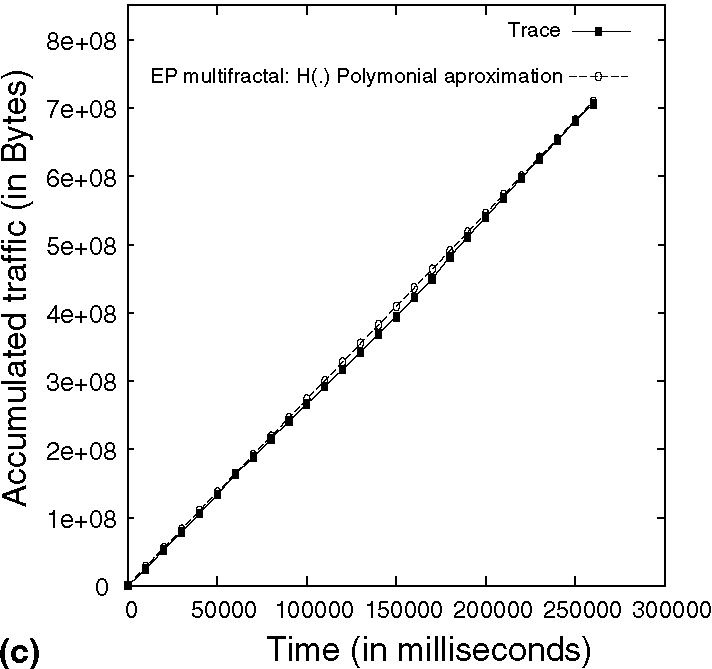 Trace
EP multifractal: H(.) Polymonial aproximation
8e+08
7e+08
6e+08
5e+08
4e+08
3e+08
2e+08
1e+08
0
Accumulated traffic (in Bytes)
0 50000 100000 150000 200000 250000 300000
Time (in milliseconds)
(c)